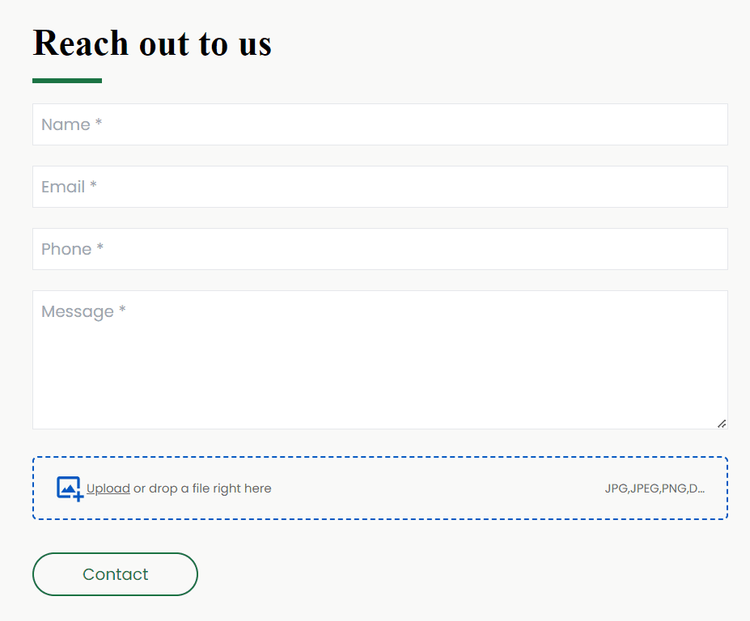 Reach out to us
Name *
Email *
Phone *
Message *
Upload or drop a file right here JPG,JPEG,PNG,D...
Contact